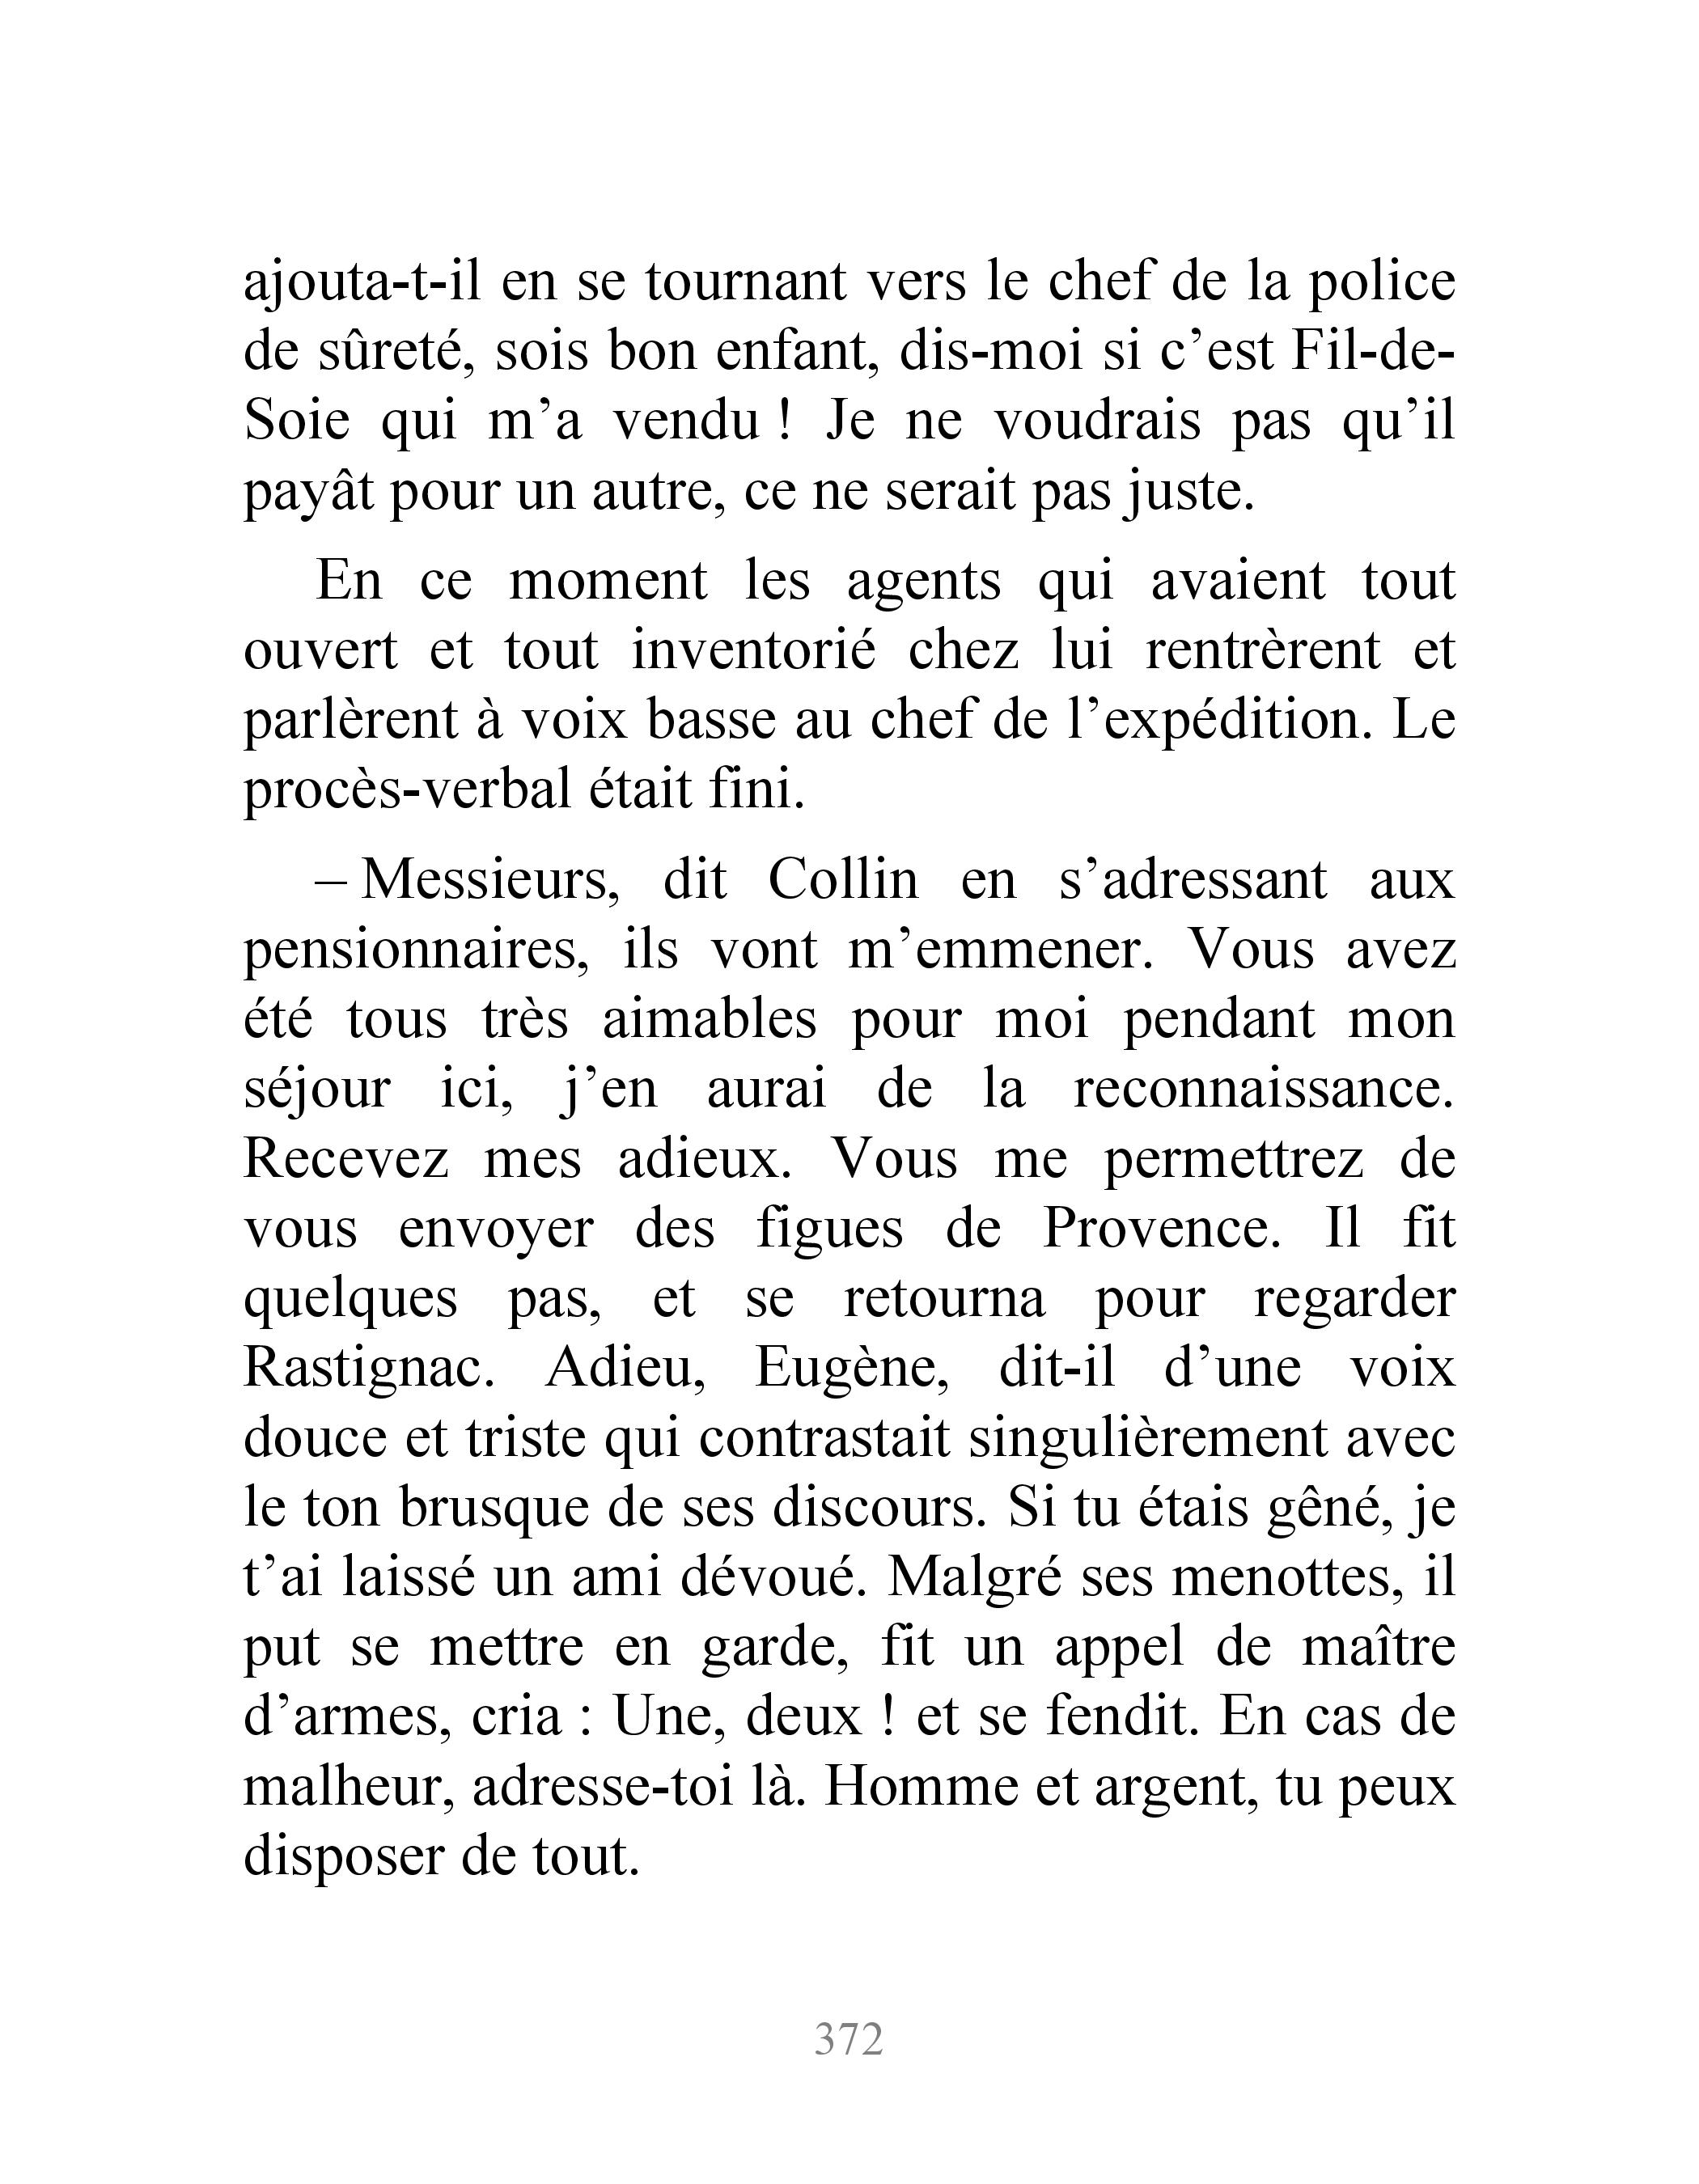 ajouta-t-il en se tournant vers le chef de la police
de sûreté, sois bon enfant, dis-moi si c’est Fil-de-
Soie qui m’a vendu ! Je ne voudrais pas qu’il
payât pour un autre, ce ne serait pas juste.
En ce moment les agents qui avaient tout
ouvert et tout inventorié chez lui rentrèrent et
parlèrent à voix basse au chef de l’expédition. Le
procès-verbal était fini.
– Messieurs, dit Collin en s’adressant aux
pensionnaires, ils vont m’emmener. Vous avez
été tous très aimables pour moi pendant mon
séjour ici, j’en aurai de la reconnaissance.
Recevez mes adieux. Vous me permettrez de
vous envoyer des figues de Provence. Il fit
quelques pas, et se retourna pour regarder
Rastignac. Adieu, Eugène, dit-il d’une voix
douce et triste qui contrastait singulièrement avec
le ton brusque de ses discours. Si tu étais gêné, je
t’ai laissé un ami dévoué. Malgré ses menottes, il
put se mettre en garde, fit un appel de maître
d’armes, cria : Une, deux ! et se fendit. En cas de
malheur, adresse-toi là. Homme et argent, tu peux
disposer de tout.
372